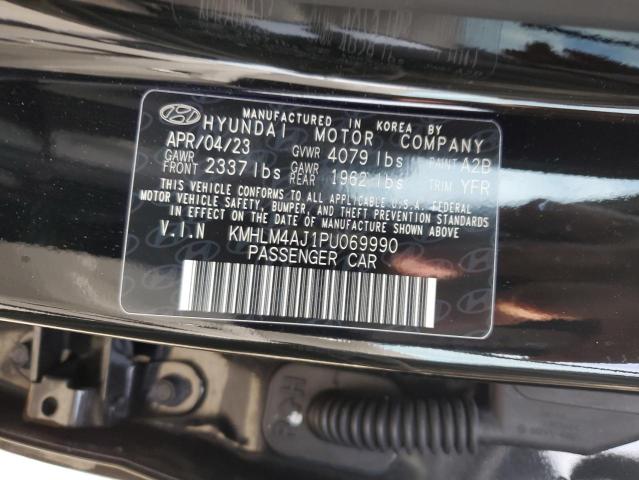 MANUFACTURED IN KOREA BY
HYUNDAI MOTOR COMPANY
APR/04/23 GVWR 4079 lbs PAINT A2B
GAWR FRONT 2337 lbs GAWR REAR 1962 lbs TRIM YFR
THIS VEHICLE CONFORMS TO ALL APPLICABLE U.S.A. FEDERAL
MOTOR VEHICLE SAFETY, BUMPER, AND THEFT PREVENTION STANDARDS
IN EFFECT ON THE DATE OF MANUFACTURE SHOWN ABOVE.
V.I.N KMHLM4AJ1PU069990
PASSENGER CAR